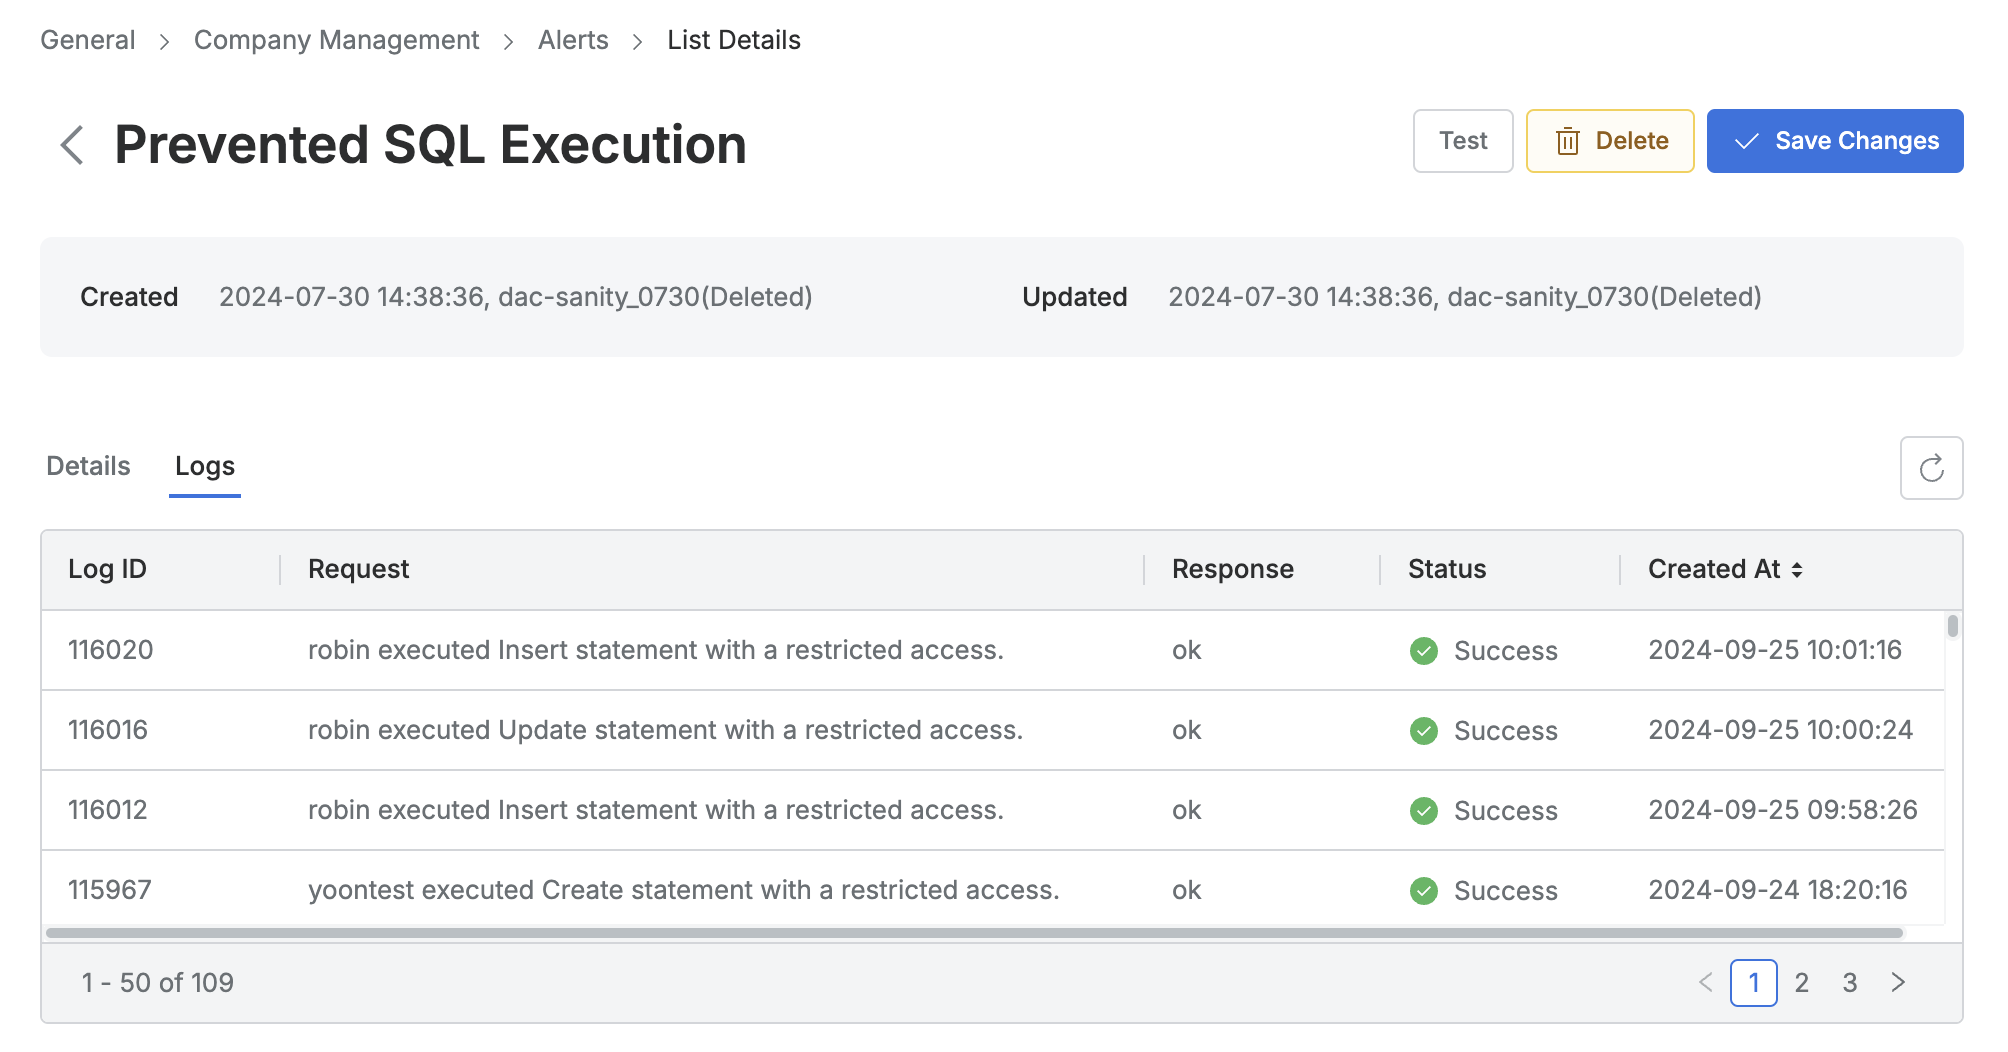 General > Company Management > Alerts > List Details
Prevented SQL Execution
Test Delete Save Changes
Created 2024-07-30 14:38:36, dac-sanity_0730(Deleted) Updated 2024-07-30 14:38:36, dac-sanity_0730(Deleted)
Details Logs
Log ID Request Response Status Created At
116020 robin executed Insert statement with a restricted access. ok Success 2024-09-25 10:01:16
116016 robin executed Update statement with a restricted access. ok Success 2024-09-25 10:00:24
116012 robin executed Insert statement with a restricted access. ok Success 2024-09-25 09:58:26
115967 yoontest executed Create statement with a restricted access. ok Success 2024-09-24 18:20:16
1 - 50 of 109 < 1 2 3 >